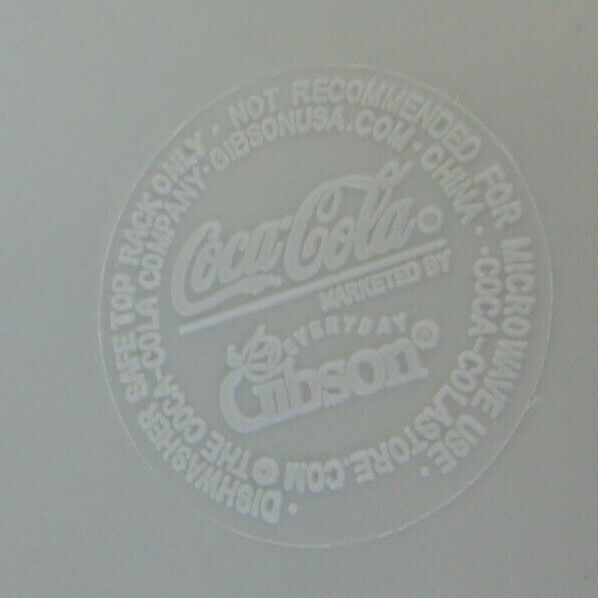 · DISHWASHER SAFE TOP RACK ONLY · NOT RECOMMENDED FOR MICROWAVE USE ·
© THE COCA-COLA COMPANY · GIBSONUSA.COM · CHINA · COCA-COLASTORE.COM
Coca-Cola ®
MARKETED BY
EVERYDAY
Gibson ®